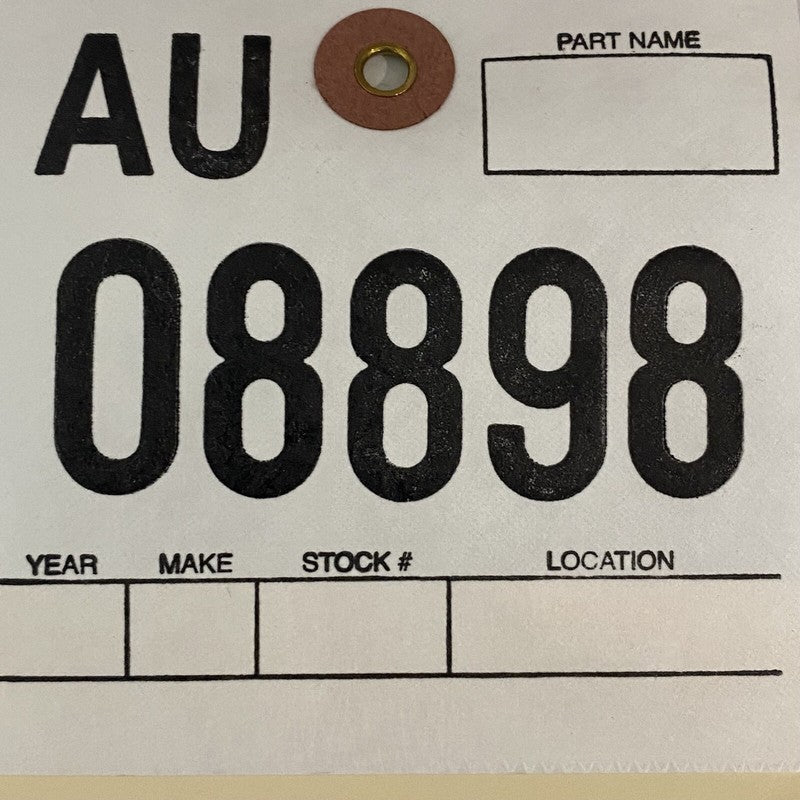 AU
PART NAME
08898
YEAR MAKE STOCK # LOCATION